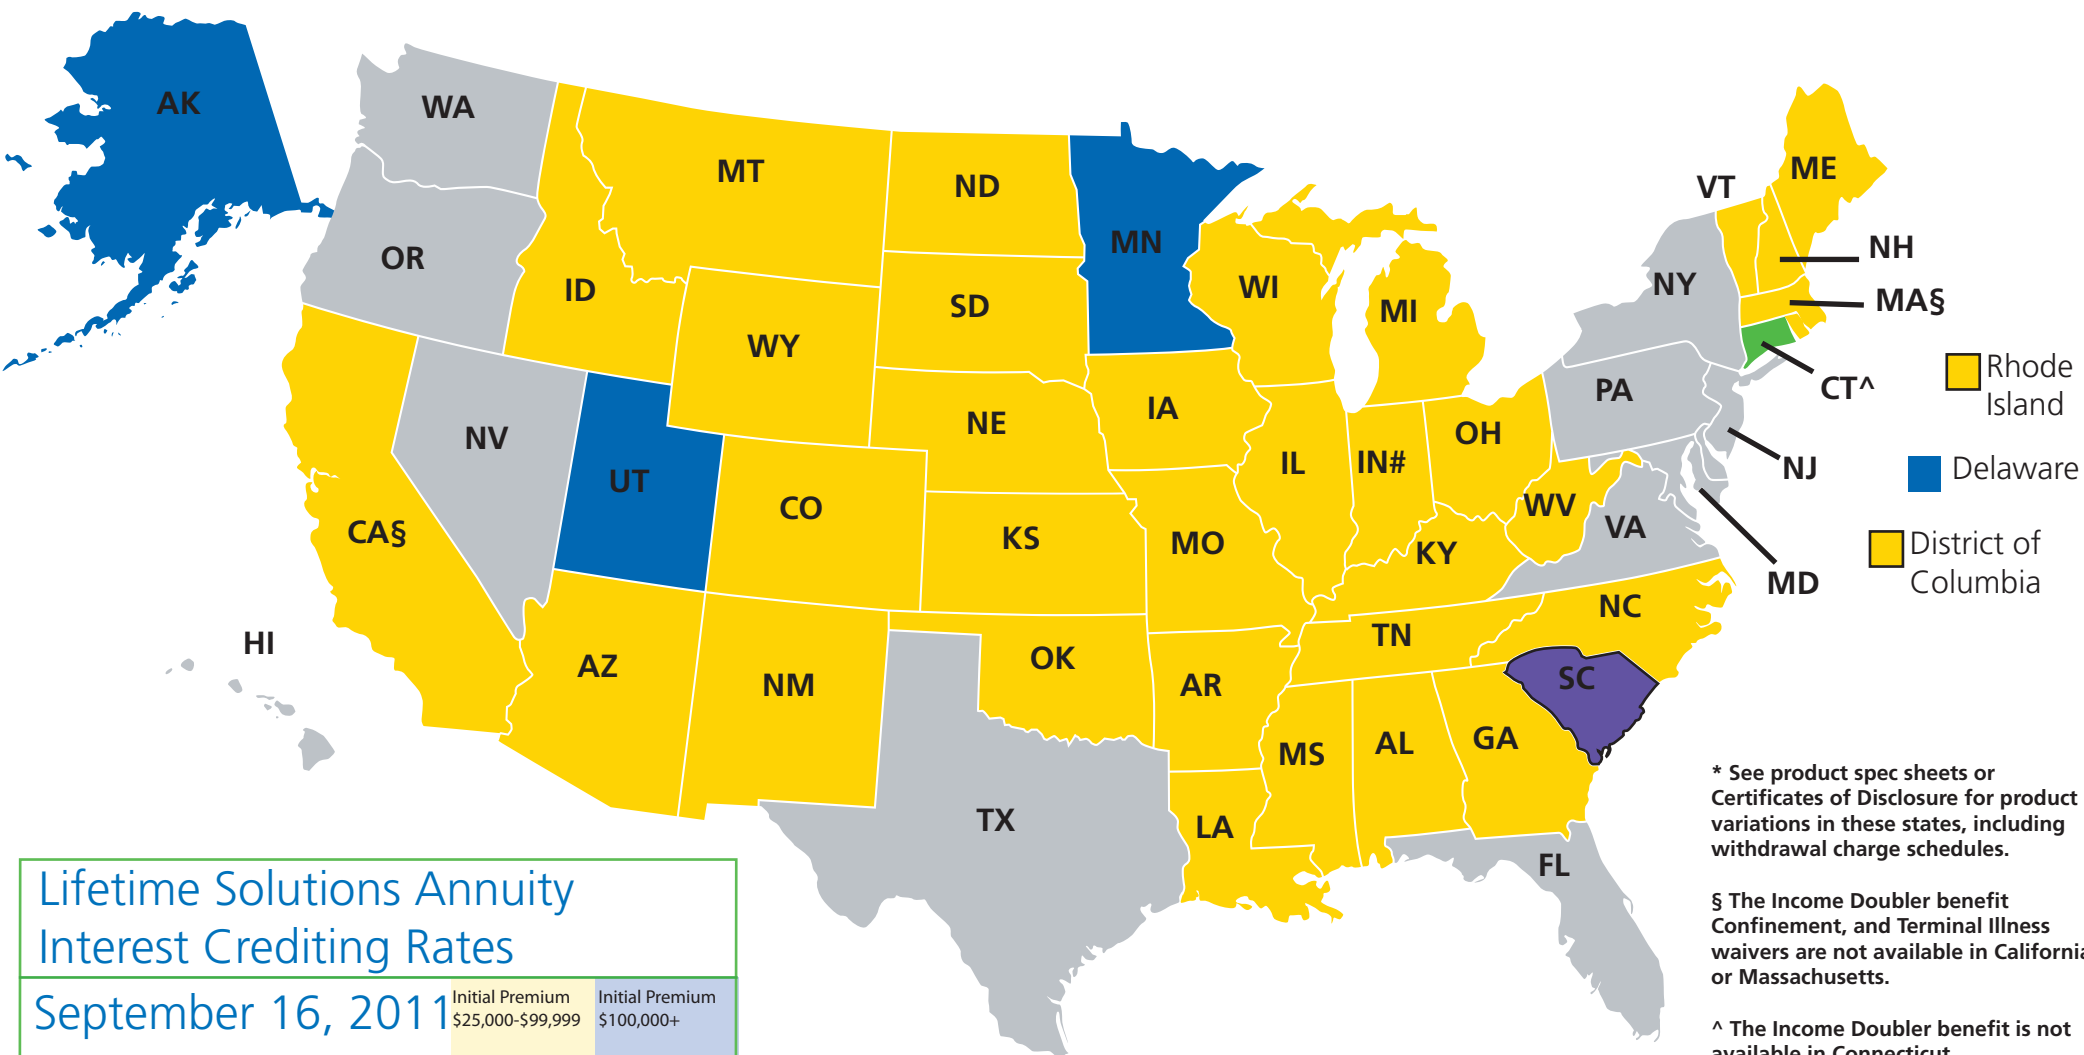 AK
WA
MT
ND
MN
VT
ME
NH
OR
ID
SD
WI
MI
NY
MA§
WY
Rhode
Island
PA
CT^
NV
NE
IA
OH
IL
IN#
NJ
Delaware
UT
CO
WV
CA§
KS
MO
KY
VA
District of
Columbia
MD
NC
HI
TN
AZ
NM
OK
AR
SC
MS
AL
GA
TX
LA
FL
* See product spec sheets or
Certificates of Disclosure for product
variations in these states, including
withdrawal charge schedules.
§ The Income Doubler benefit
Confinement, and Terminal Illness
waivers are not available in California
or Massachusetts.
^ The Income Doubler benefit is not
available in Connecticut
Lifetime Solutions Annuity
Interest Crediting Rates
September 16, 2011
Initial Premium
$25,000-$99,999
Initial Premium
$100,000+